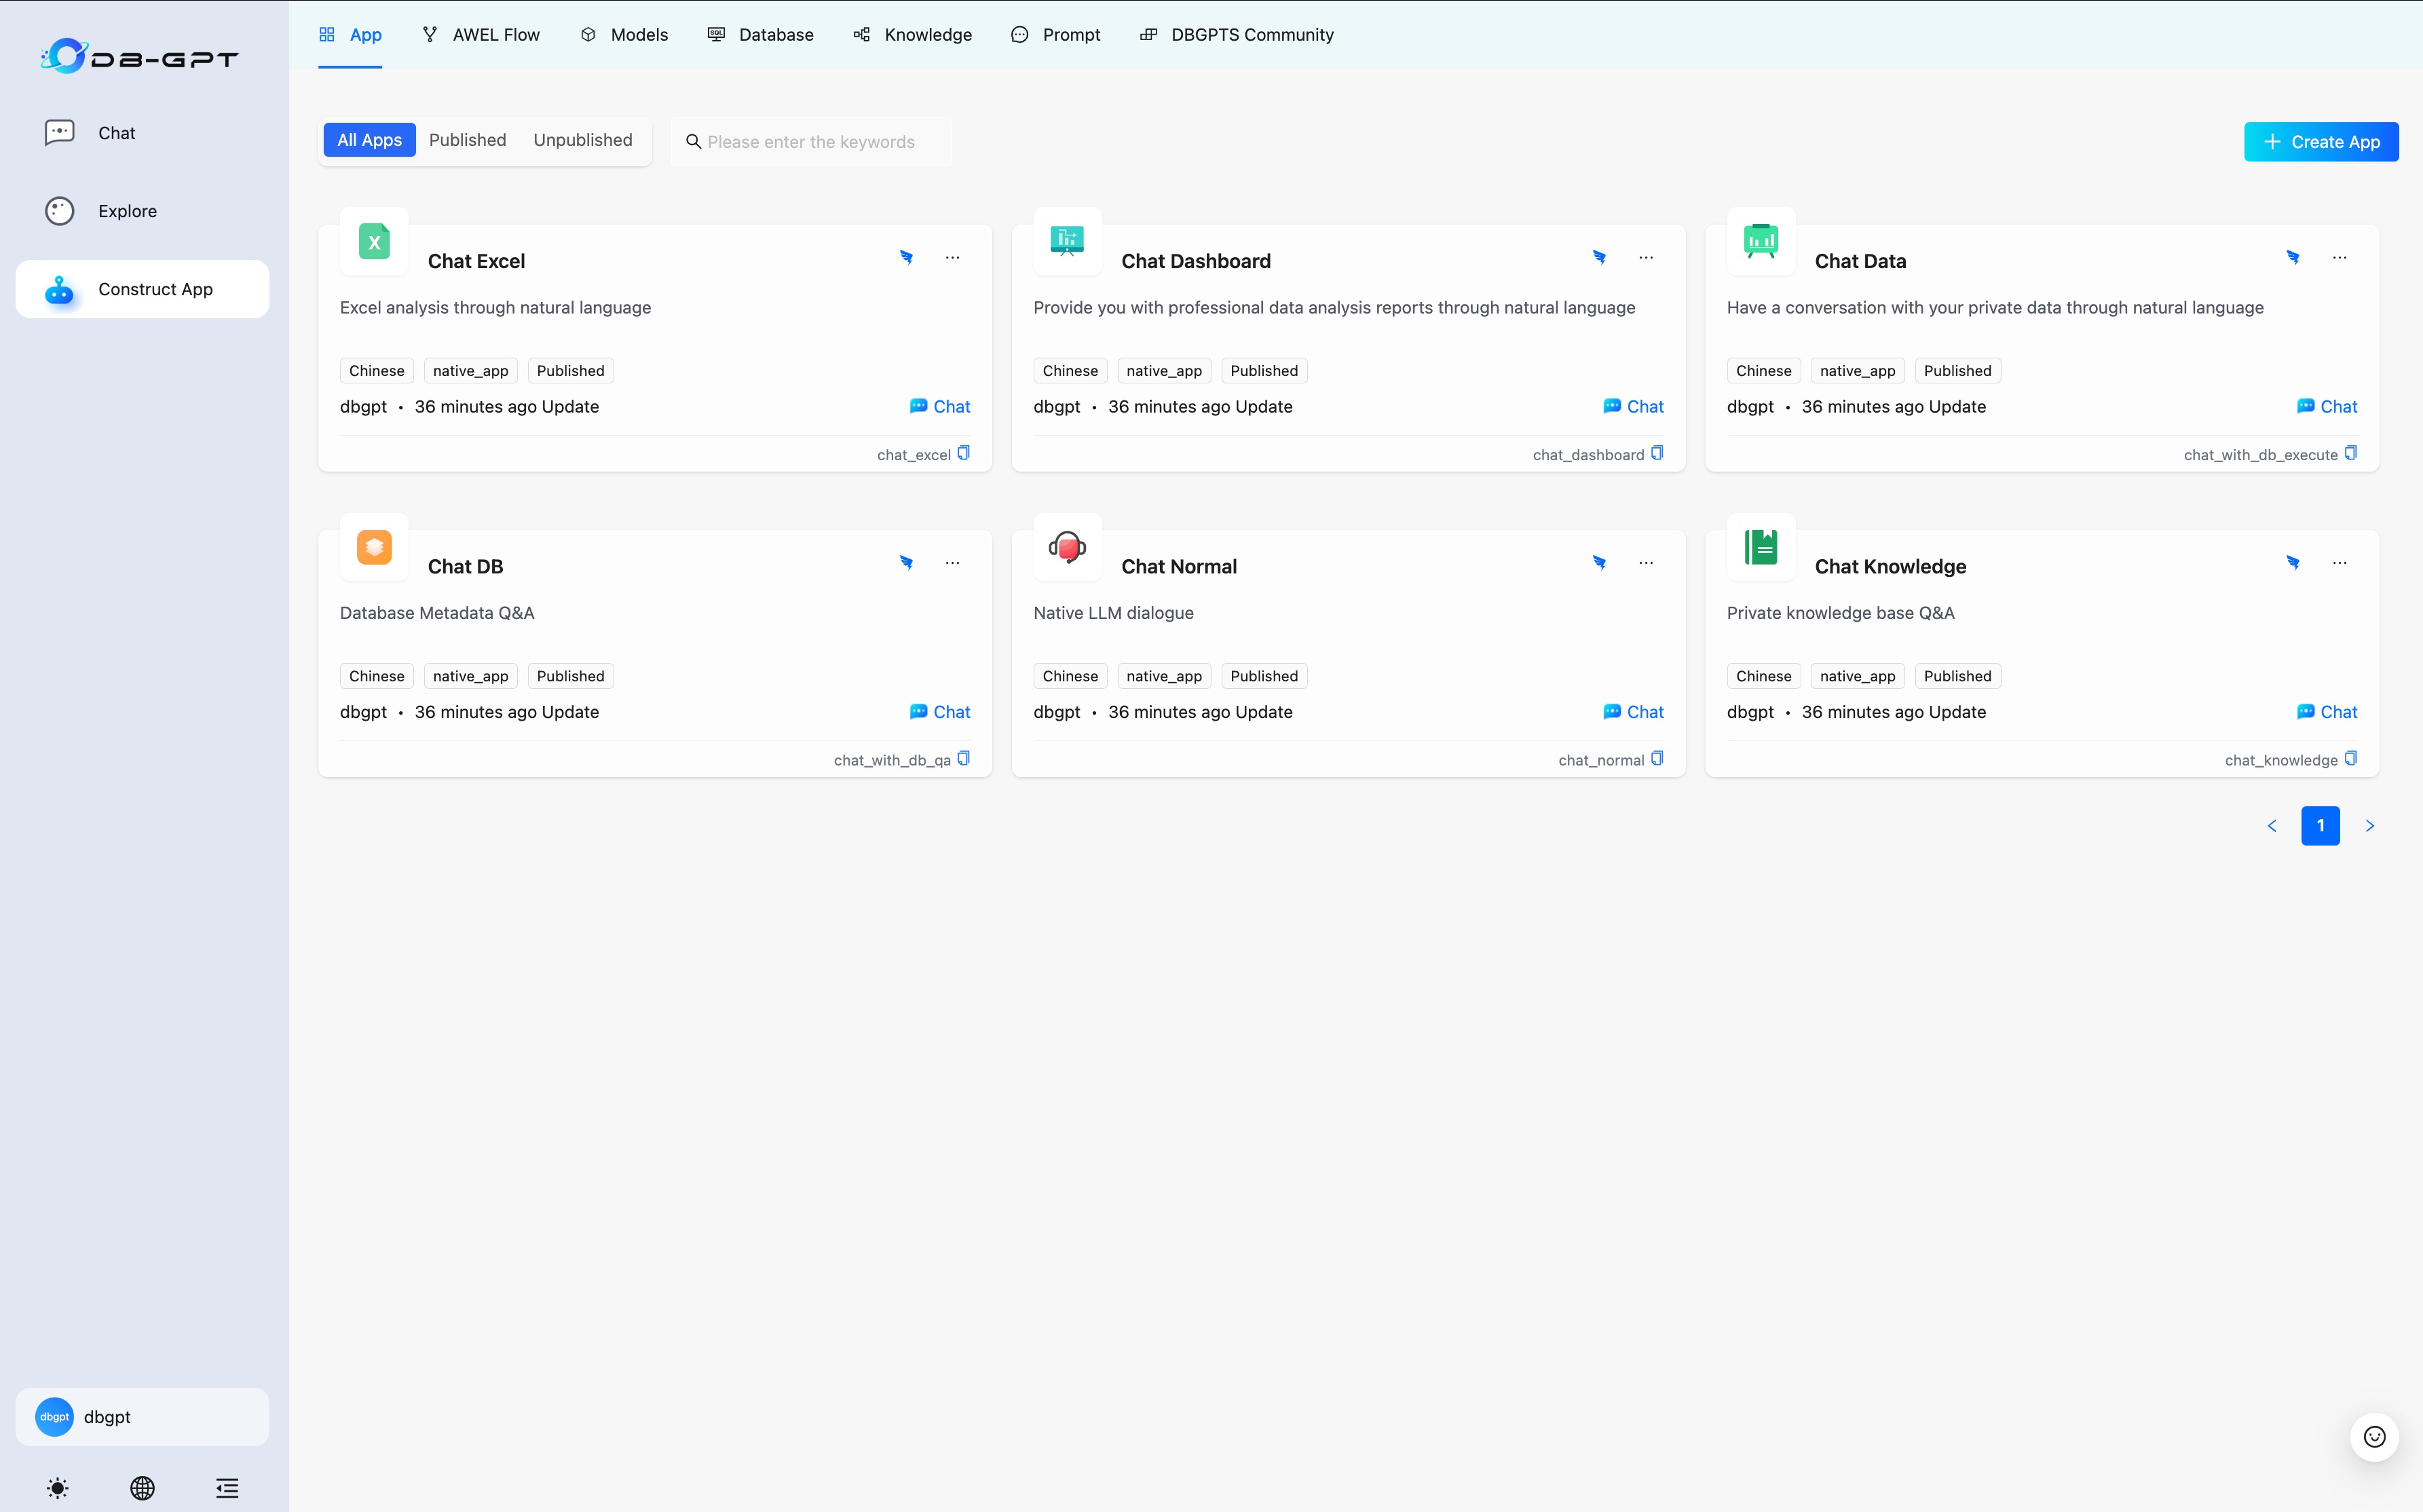 DB-GPT
Chat
Explore
Construct App
App
AWEL Flow
Models
SQL
Database
Knowledge
Prompt
DBGPTS Community
All Apps
Published
Unpublished
Please enter the keywords
Create App
X
Chat Excel
Excel analysis through natural language
Chinese
native_app
Published
dbgpt • 36 minutes ago Update
Chat
chat_excel
Chat Dashboard
Provide you with professional data analysis reports through natural language
Chinese
native_app
Published
dbgpt • 36 minutes ago Update
Chat
chat_dashboard
Chat Data
Have a conversation with your private data through natural language
Chinese
native_app
Published
dbgpt • 36 minutes ago Update
Chat
chat_with_db_execute
Chat DB
Database Metadata Q&A
Chinese
native_app
Published
dbgpt • 36 minutes ago Update
Chat
chat_with_db_qa
Chat Normal
Native LLM dialogue
Chinese
native_app
Published
dbgpt • 36 minutes ago Update
Chat
chat_normal
Chat Knowledge
Private knowledge base Q&A
Chinese
native_app
Published
dbgpt • 36 minutes ago Update
Chat
chat_knowledge
1
dbgpt
dbgpt